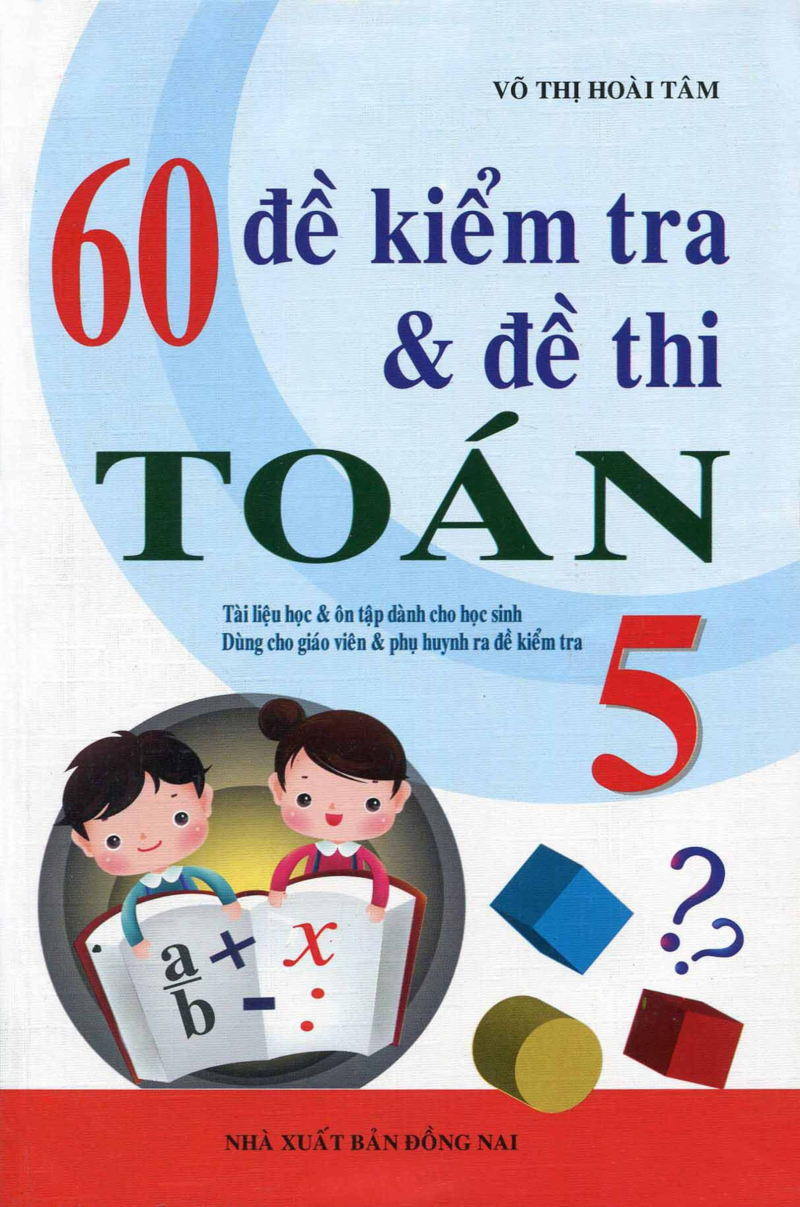 VÕ THỊ HOÀI TÂM
60 đề kiểm tra
& đề thi
TOÁN
Tài liệu học & ôn tập dành cho học sinh
Dùng cho giáo viên & phụ huynh ra đề kiểm tra
5
a + x
b - :
? ?
NHÀ XUẤT BẢN ĐỒNG NAI